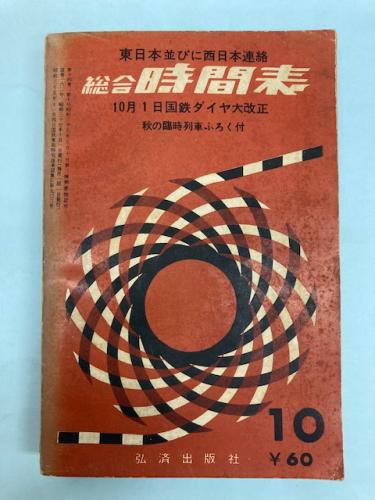 東日本並びに西日本連絡
総合時間表
10月1日国鉄ダイヤ大改正
秋の臨時列車ふろく付
10
¥60
弘済出版社